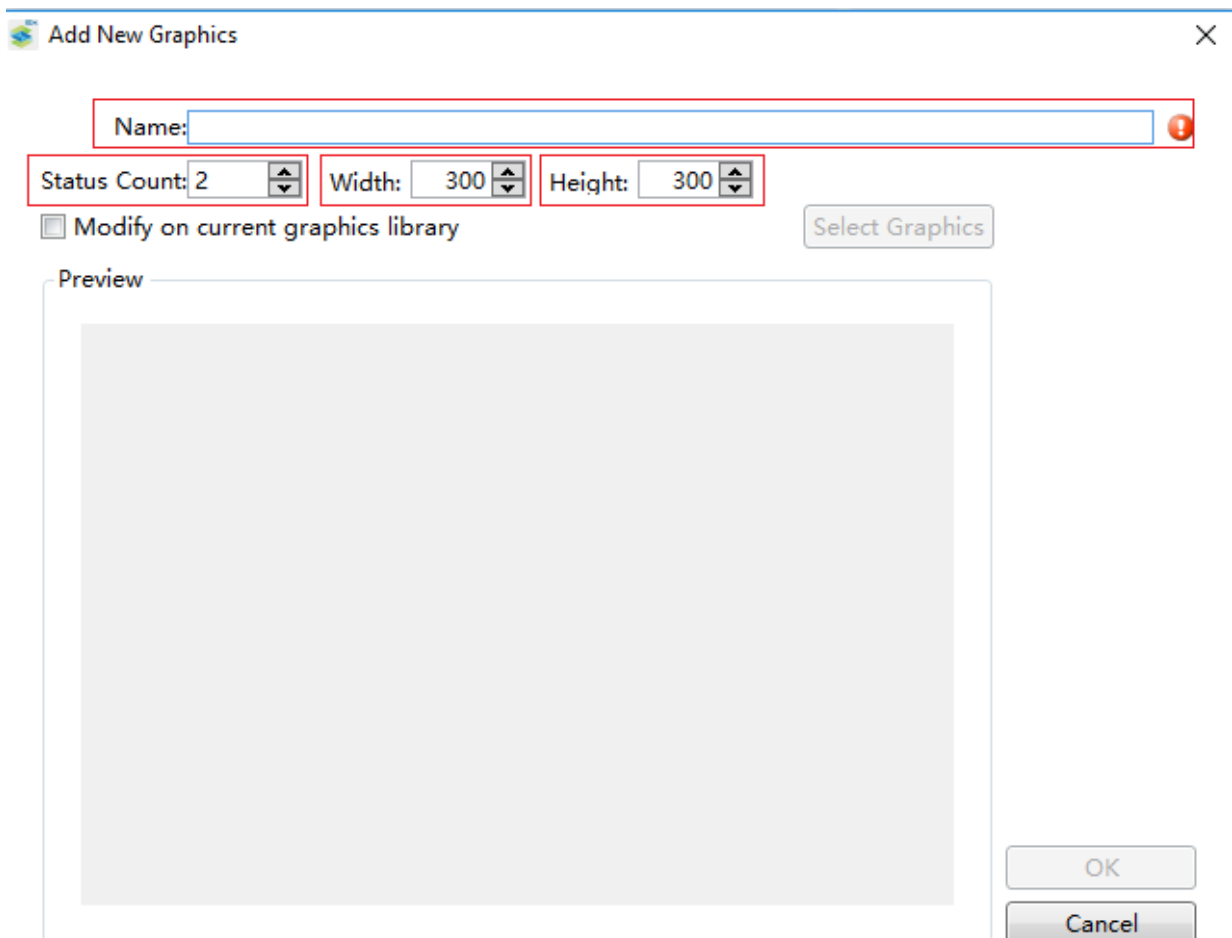 Add New Graphics
Name:
Status Count: 2 Width: 300 Height: 300
Modify on current graphics library Select Graphics
Preview
OK
Cancel